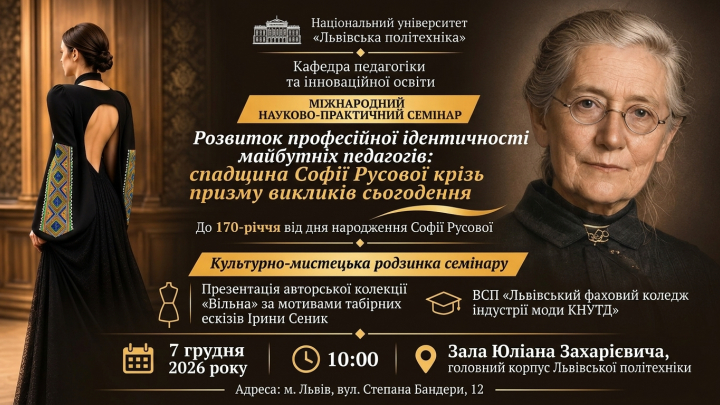 Національний університет
«Львівська політехніка»
Кафедра педагогіки
та інноваційної освіти
МІЖНАРОДНИЙ
НАУКОВО-ПРАКТИЧНИЙ СЕМІНАР
Розвиток професійної ідентичності
майбутніх педагогів:
спадщина Софії Русової крізь
призму викликів сьогодення
До 170-річчя від дня народження Софії Русової
Культурно-мистецька родзинка семінару
Презентація авторської колекції
«Вільна» за мотивами табірних
ескізів Ірини Сеник
ВСП «Львівський фаховий коледж
індустрії моди КНУТД»
7 грудня
2026 року
10:00
Зала Юліана Захарієвича,
головний корпус Львівської політехніки
Адреса: м. Львів, вул. Степана Бандери, 12